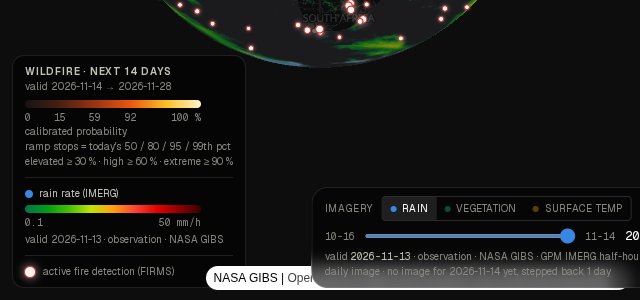 SOUTH AFRICA
WILDFIRE · NEXT 14 DAYS
valid 2026-11-14 → 2026-11-28
0 15 59 92 100 %
calibrated probability
ramp stops = today's 50 / 80 / 95 / 99th pct
elevated ≥ 30 % · high ≥ 60 % · extreme ≥ 90 %
rain rate (IMERG)
0.1 50 mm/h
valid 2026-11-13 · observation · NASA GIBS
active fire detection (FIRMS)
IMAGERY RAIN VEGETATION SURFACE TEMP
10-16 11-14 20
valid 2026-11-13 · observation · NASA GIBS · GPM IMERG half-hou
daily image · no image for 2026-11-14 yet, stepped back 1 day
NASA GIBS | Oper